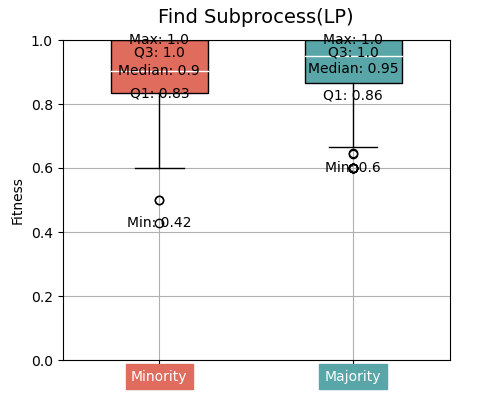 Find Subprocess(LP)
Fitness
1.0
0.8
0.6
0.4
0.2
0.0
Max: 1.0
Q3: 1.0
Median: 0.9
Q1: 0.83
Min: 0.42
Max: 1.0
Q3: 1.0
Median: 0.95
Q1: 0.86
Min: 0.6
Minority
Majority